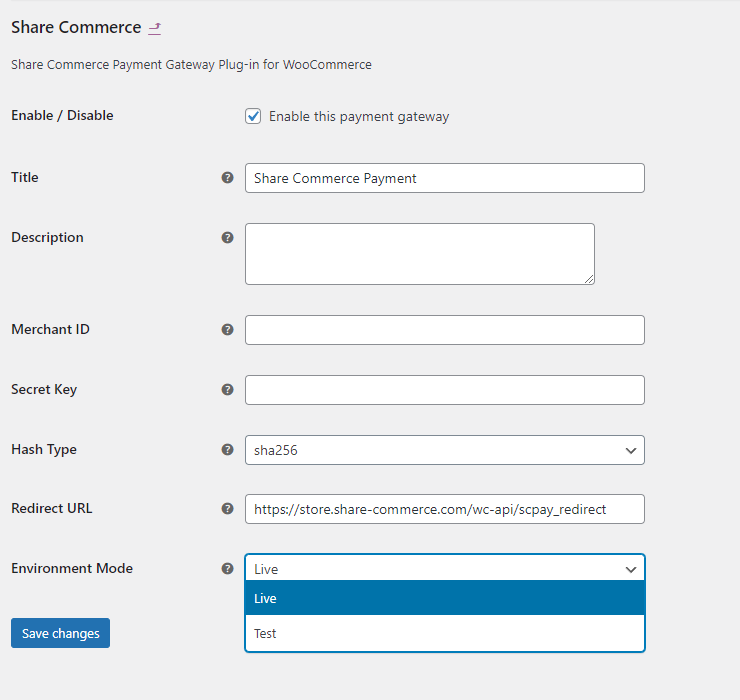 Share Commerce
Share Commerce Payment Gateway Plug-in for WooCommerce
Enable / Disable
Enable this payment gateway
Title
Share Commerce Payment
Description
Merchant ID
Secret Key
Hash Type
sha256
Redirect URL
https://store.share-commerce.com/wc-api/scpay_redirect
Environment Mode
Live
Live
Test
Save changes